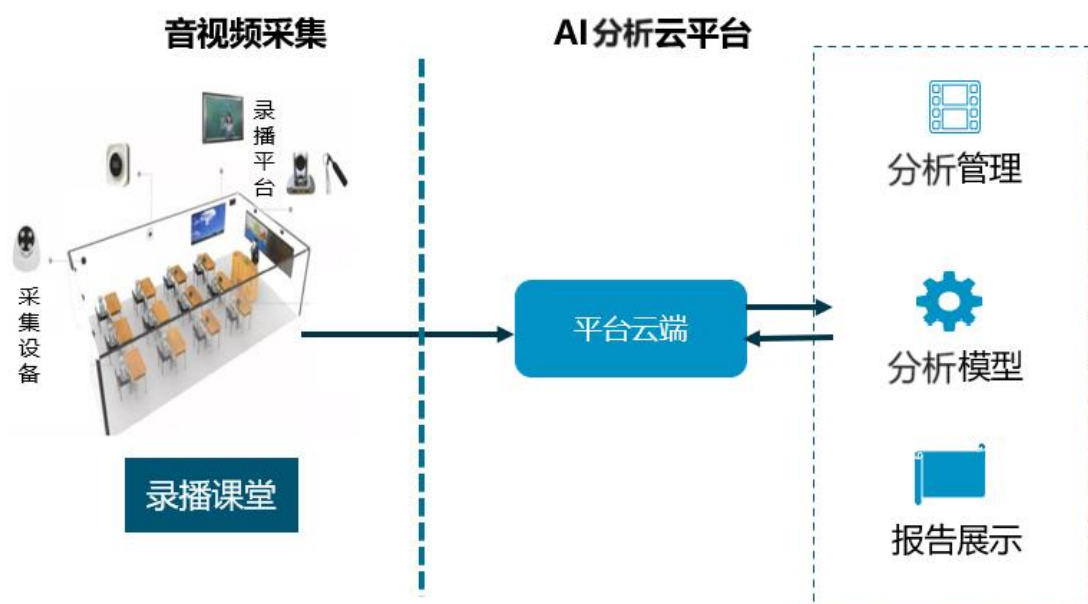 音视频采集
AI分析云平台
录播平台
采集设备
录播课堂
平台云端
分析管理
分析模型
报告展示